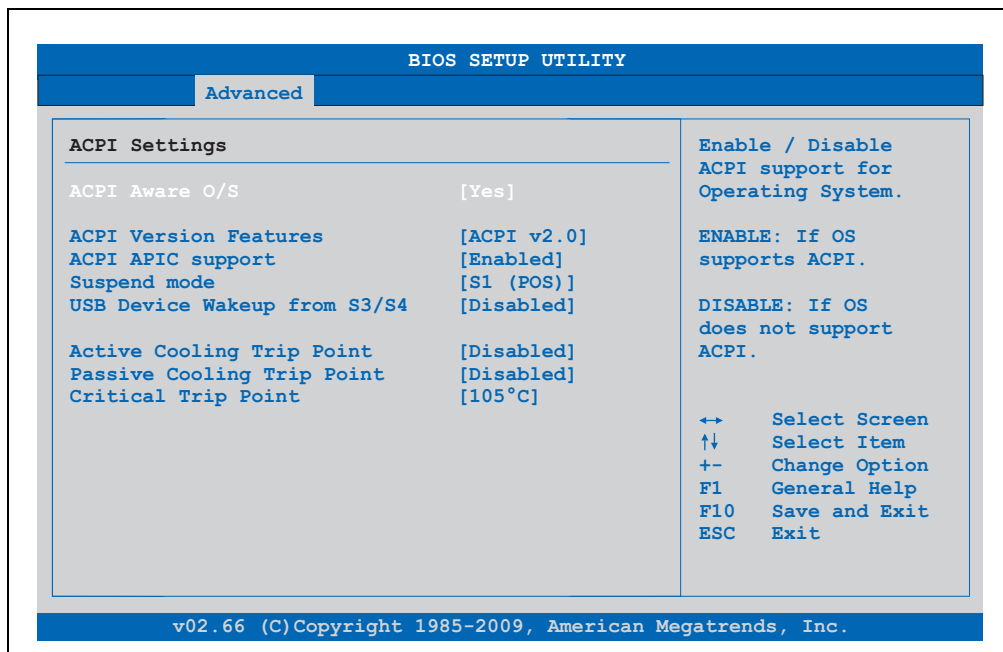 BIOS SETUP UTILITY
Advanced
ACPI Settings
ACPI Aware O/S [Yes]
ACPI Version Features [ACPI v2.0]
ACPI APIC support [Enabled]
Suspend mode [S1 (POS)]
USB Device Wakeup from S3/S4 [Disabled]
Active Cooling Trip Point [Disabled]
Passive Cooling Trip Point [Disabled]
Critical Trip Point [105°C]
Enable / Disable
ACPI support for
Operating System.
ENABLE: If OS
supports ACPI.
DISABLE: If OS
does not support
ACPI.
↔ Select Screen
↑↓ Select Item
+- Change Option
F1 General Help
F10 Save and Exit
ESC Exit
v02.66 (C)Copyright 1985-2009, American Megatrends, Inc.